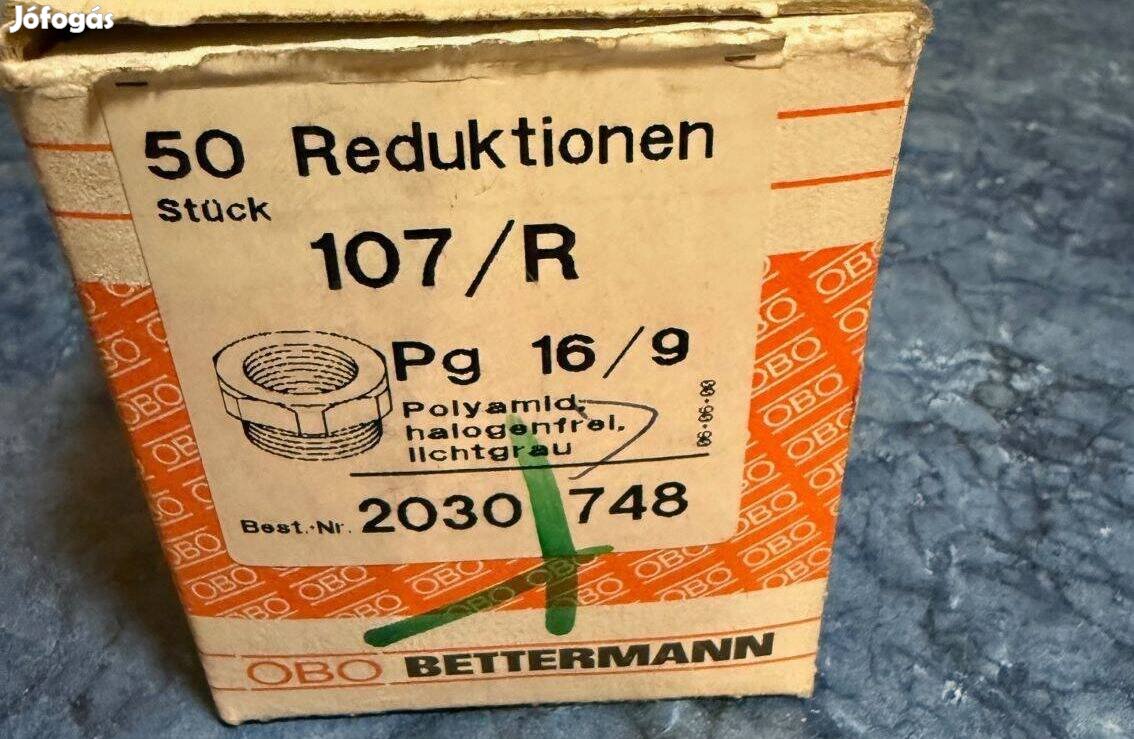 Jófogás
50 Reduktionen
Stück
107/R
Pg 16/9
Polyamid,
halogenfrei,
lichtgrau
Best.-Nr. 2030 748
OBO BETTERMANN